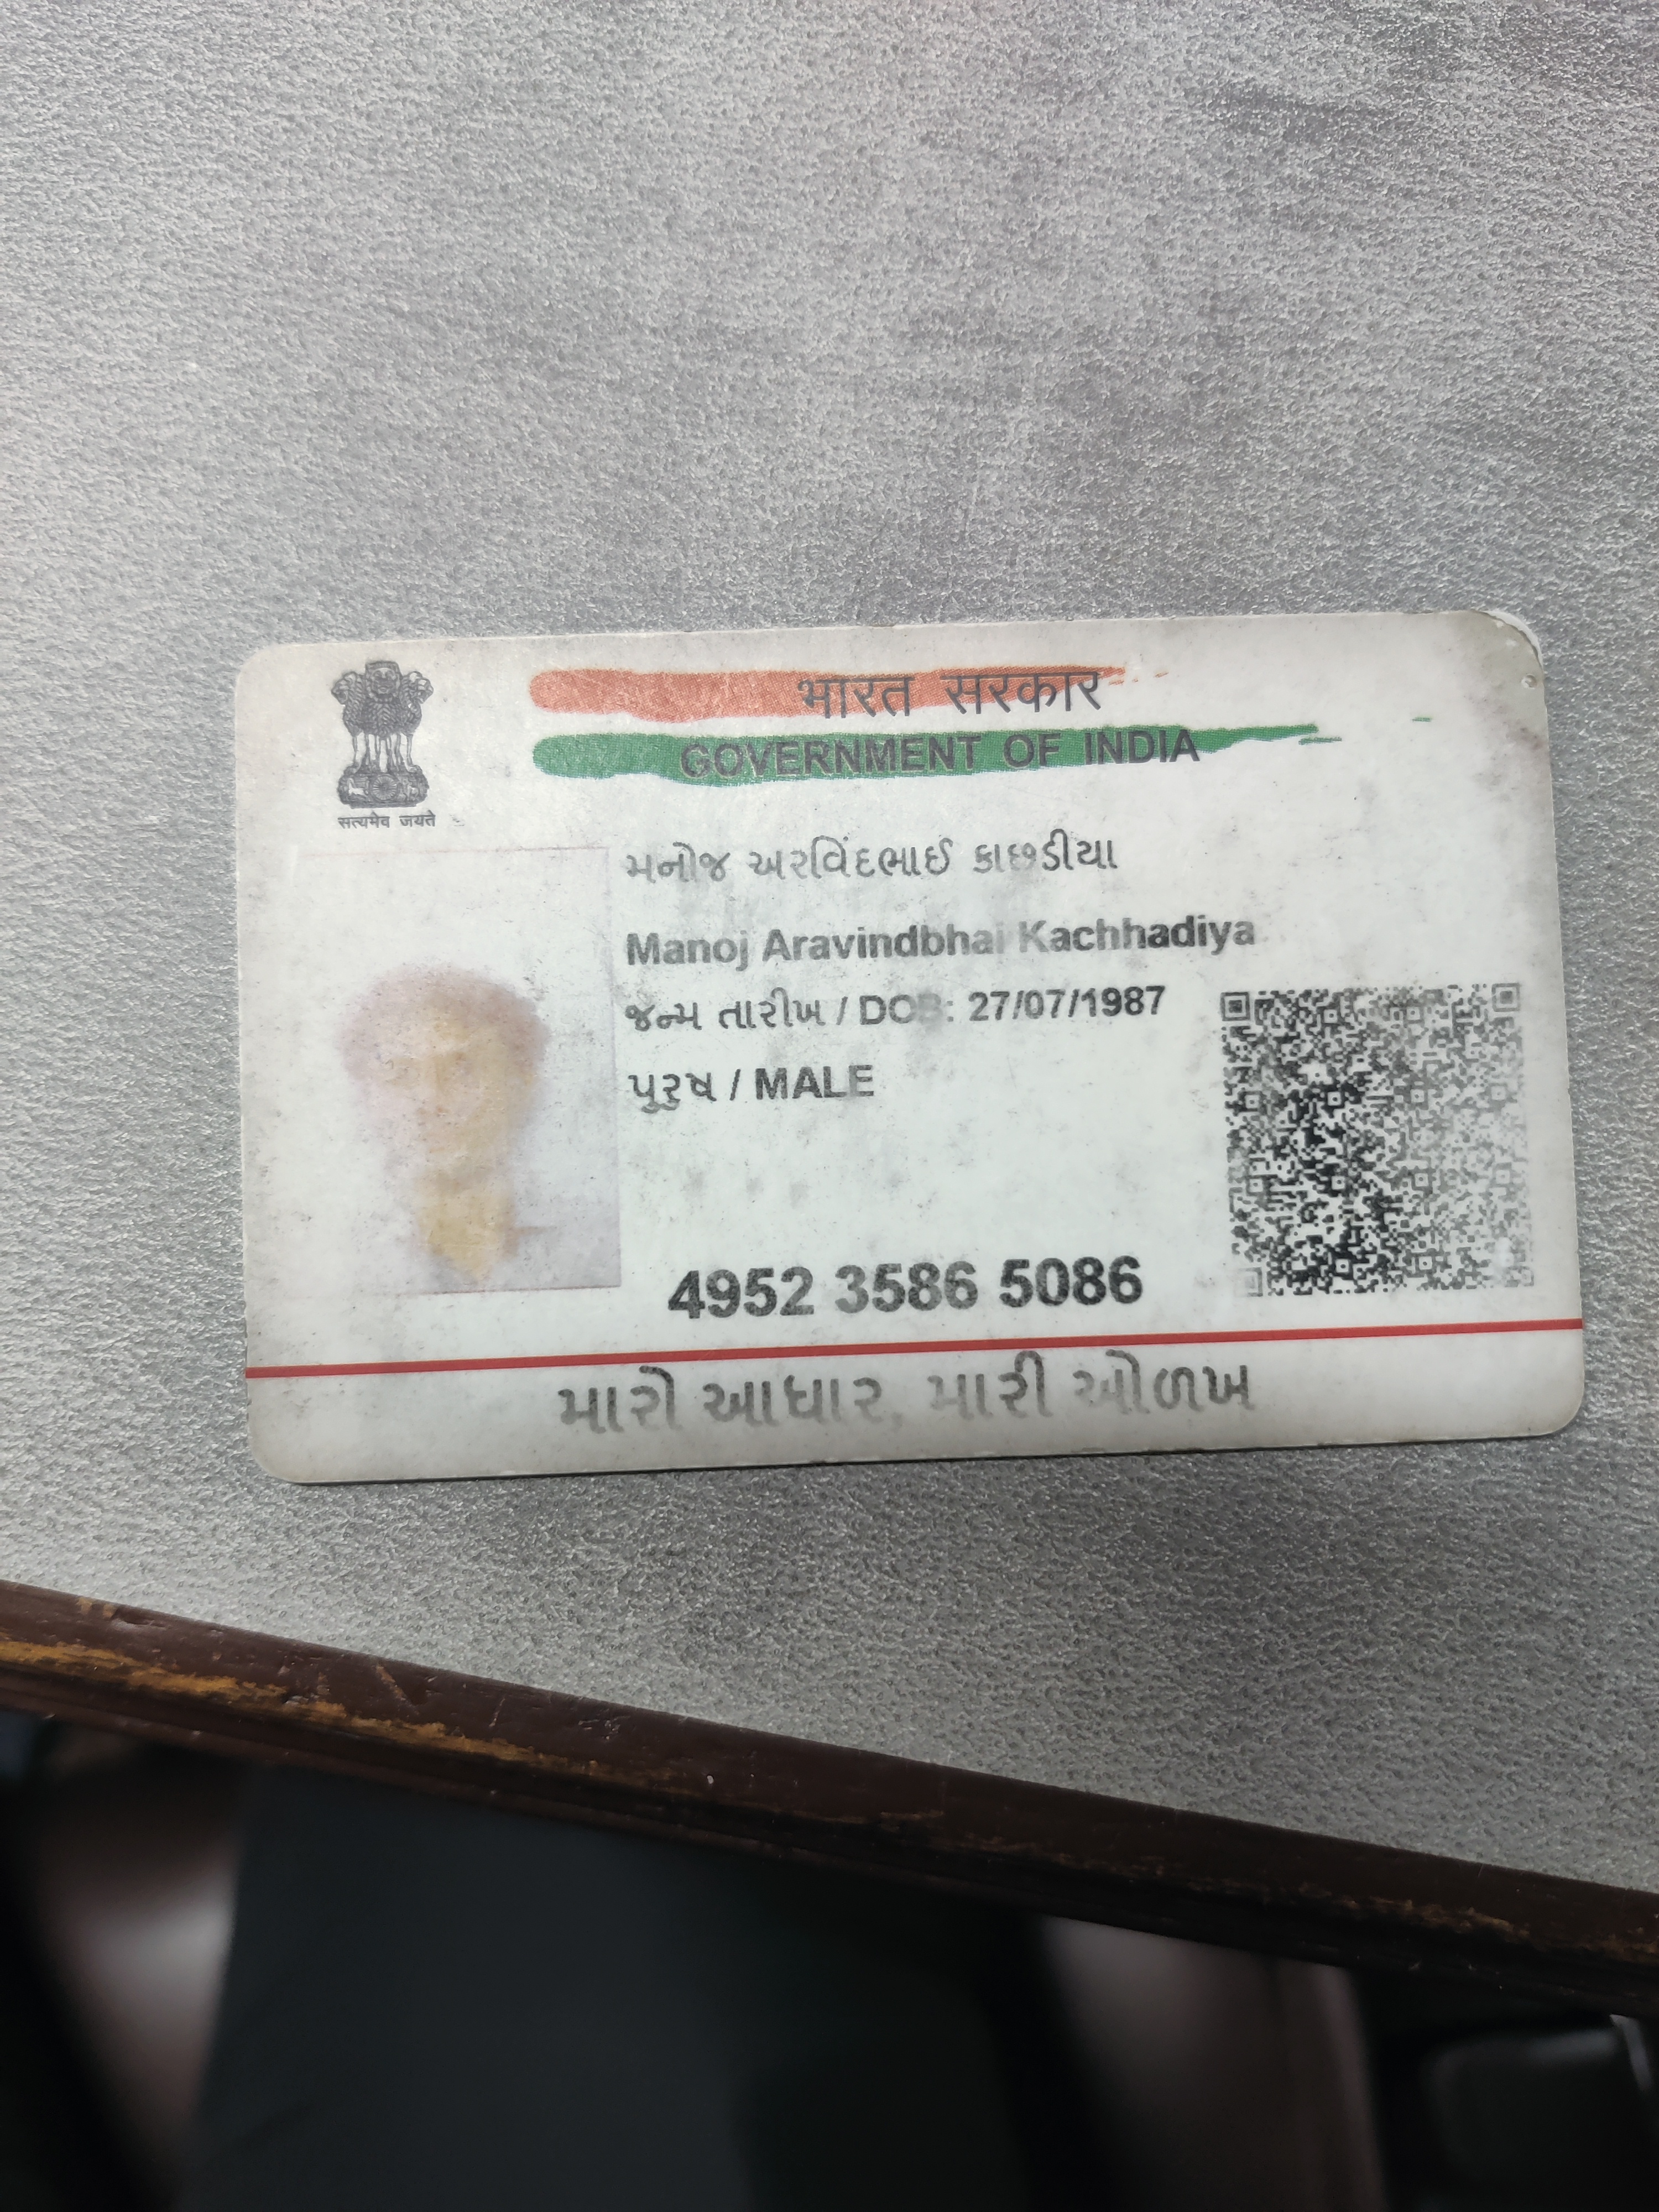 सत्यमेव जयते
भारत सरकार
GOVERNMENT OF INDIA
મનોજ અરવિંદભાઈ કાછડીયા
Manoj Aravindbhai Kachhadiya
જન્મ તારીખ / DOB: 27/07/1987
પુરુષ / MALE
4952 3586 5086
મારો આધાર, મારી ઓળખ